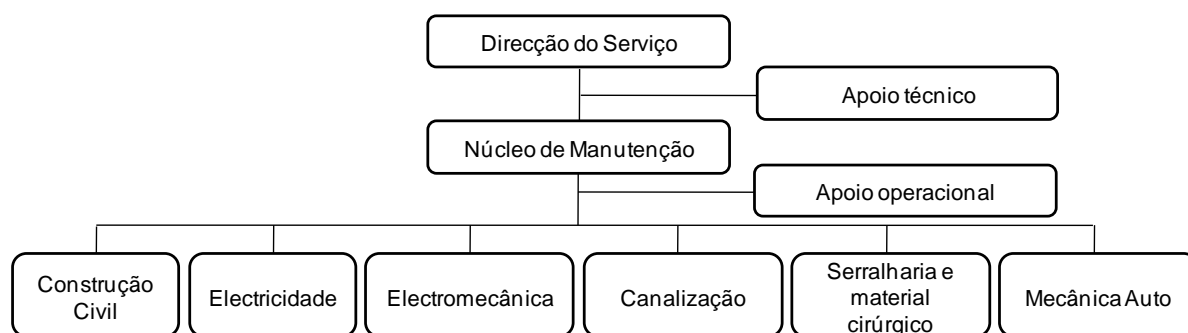 Direcção do Serviço
Apoio técnico
Núcleo de Manutenção
Apoio operacional
Construção
Civil
Electricidade
Electromecânica
Canalização
Serralharia e
material
cirúrgico
Mecânica Auto